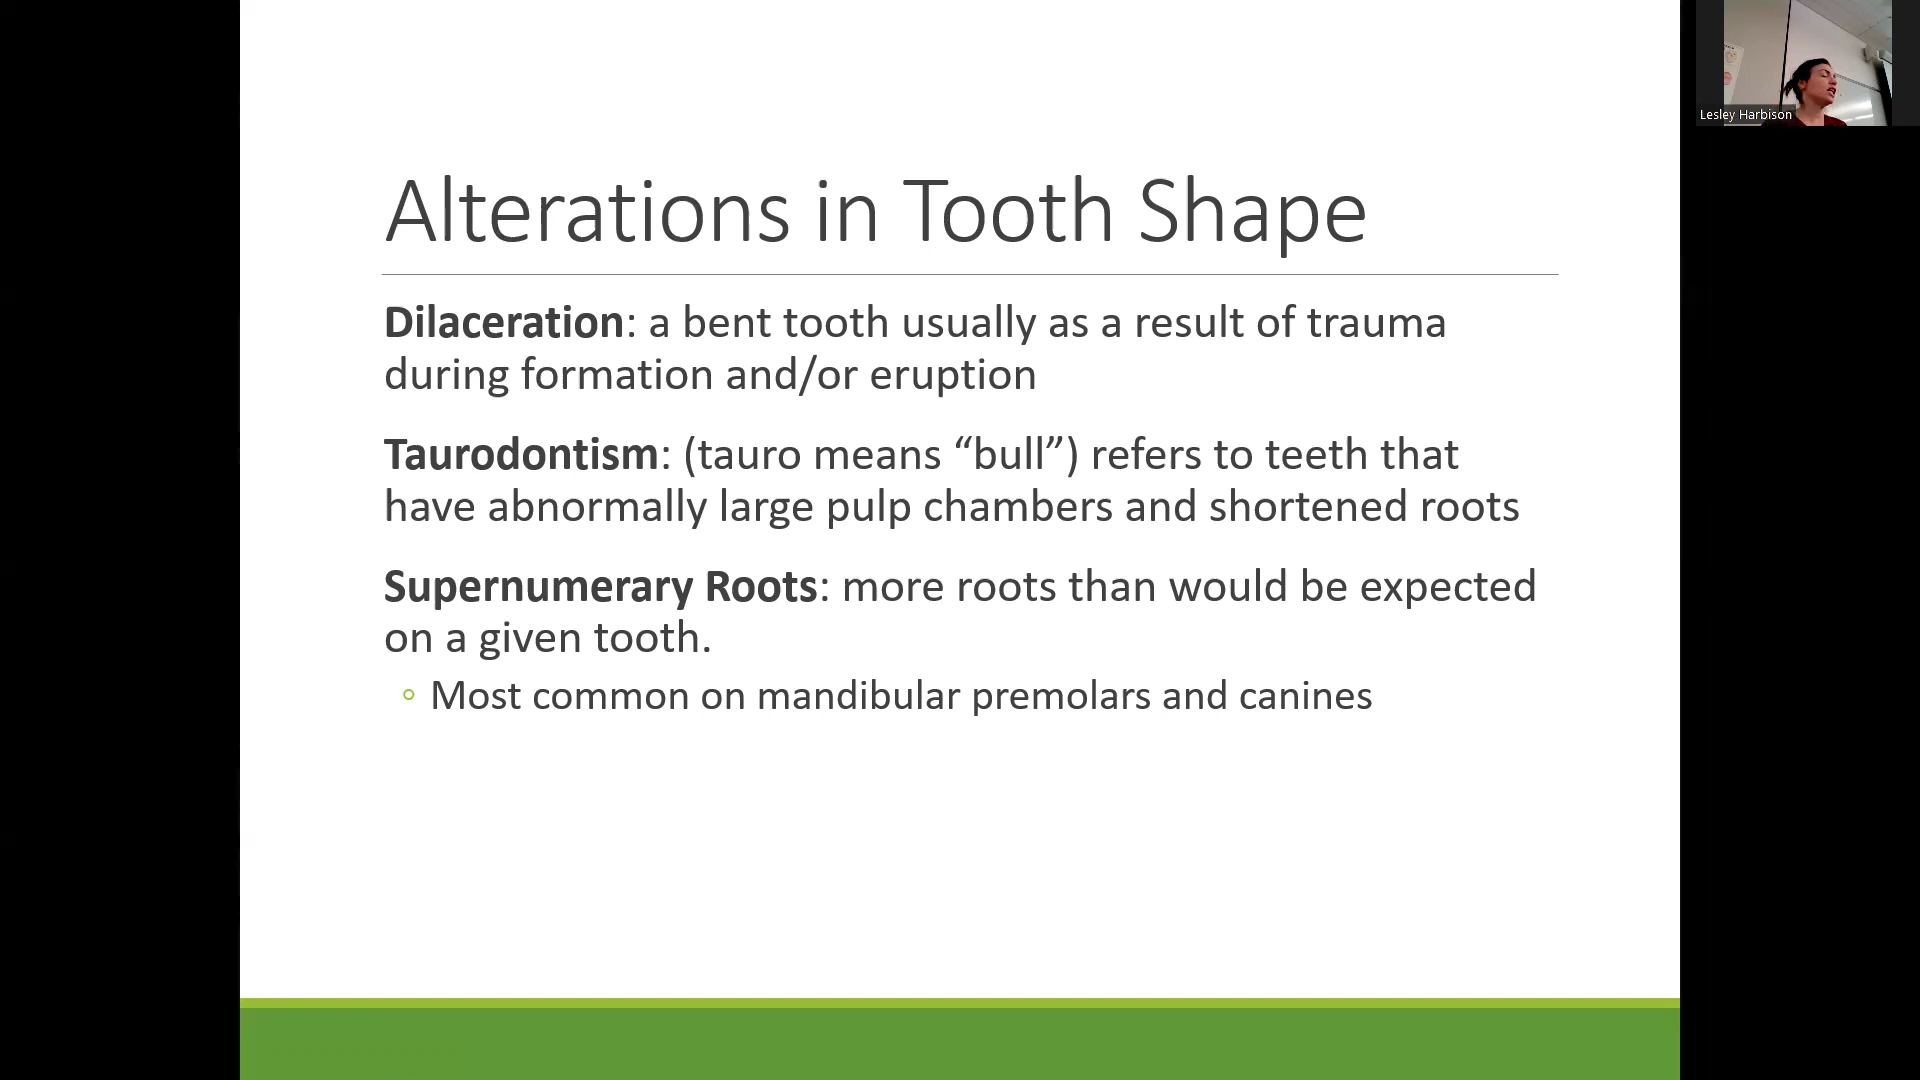 Lesley Harbison
Alterations in Tooth Shape
Dilaceration: a bent tooth usually as a result of trauma
during formation and/or eruption
Taurodontism: (tauro means “bull”) refers to teeth that
have abnormally large pulp chambers and shortened roots
Supernumerary Roots: more roots than would be expected
on a given tooth.
◦ Most common on mandibular premolars and canines